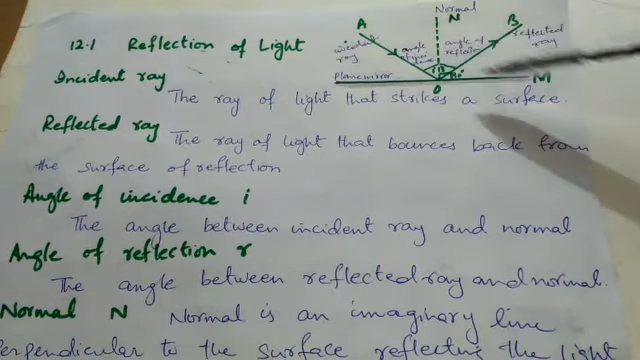 Normal
N
A
B
12.1 Reflection of Light
incident ray
angle of
angle of
reflected ray
Plane mirror
M
O
Incident ray
The ray of light that strikes a surface.
Reflected ray The ray of light that bounces back from
the surface of reflection
Angle of incidence i
The angle between incident ray and normal
Angle of reflection r
The angle between reflected ray and normal.
Normal N Normal is an imaginary line
perpendicular to the surface reflecting the light